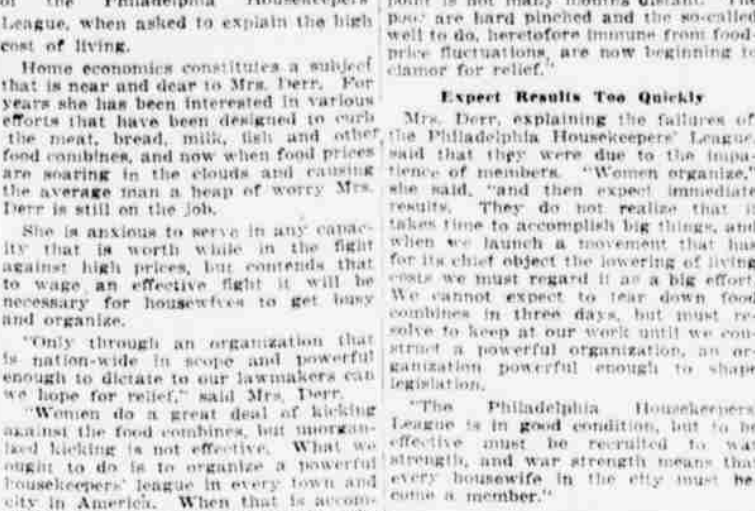 of the Philadelphia Housekeepers'
League, when asked to explain the high
cost of living.
Home economics constitutes a subject
that is near and dear to Mrs. Derr. For
years she has been interested in various
efforts that have been designed to curb
the meat, bread, milk, fish and other
food combines, and now when food prices
are soaring in the clouds and causing
the average man a heap of worry Mrs.
Derr is still on the job.
She is anxious to serve in any capac-
ity that is worth while in the fight
against high prices, but contends that
to wage an effective fight it will be
necessary for housewives to get busy
and organize.
"Only through an organization that
is nation-wide in scope and powerful
enough to dictate to our lawmakers can
we hope for relief," said Mrs. Derr.
"Women do a great deal of kicking
against the food combines, but unorgan-
ized kicking is not effective. What we
ought to do is to organize a powerful
housekeepers' league in every town and
city in America. When that is accom-
point is not many months distant. The
poor are hard pinched and the so-called
well to do, heretofore immune from food-
price fluctuations, are now beginning to
clamor for relief."
Expect Results Too Quickly
Mrs. Derr, explaining the failures of
the Philadelphia Housekeepers' League,
said that they were due to the impa-
tience of members. "Women organize,"
she said, "and then expect immediate
results. They do not realize that
takes time to accomplish big things, and
when we launch a movement that has
for its chief object the lowering of living
costs we must regard it as a big effort.
We cannot expect to tear down food
combines in three days, but must re-
solve to keep at our work until we con-
struct a powerful organization, an or-
ganization powerful enough to shape
legislation.
"The Philadelphia Housekeepers'
League is in good condition, but to be
effective must be recruited to war
strength, and war strength means that
every housewife in the city must be-
come a member."